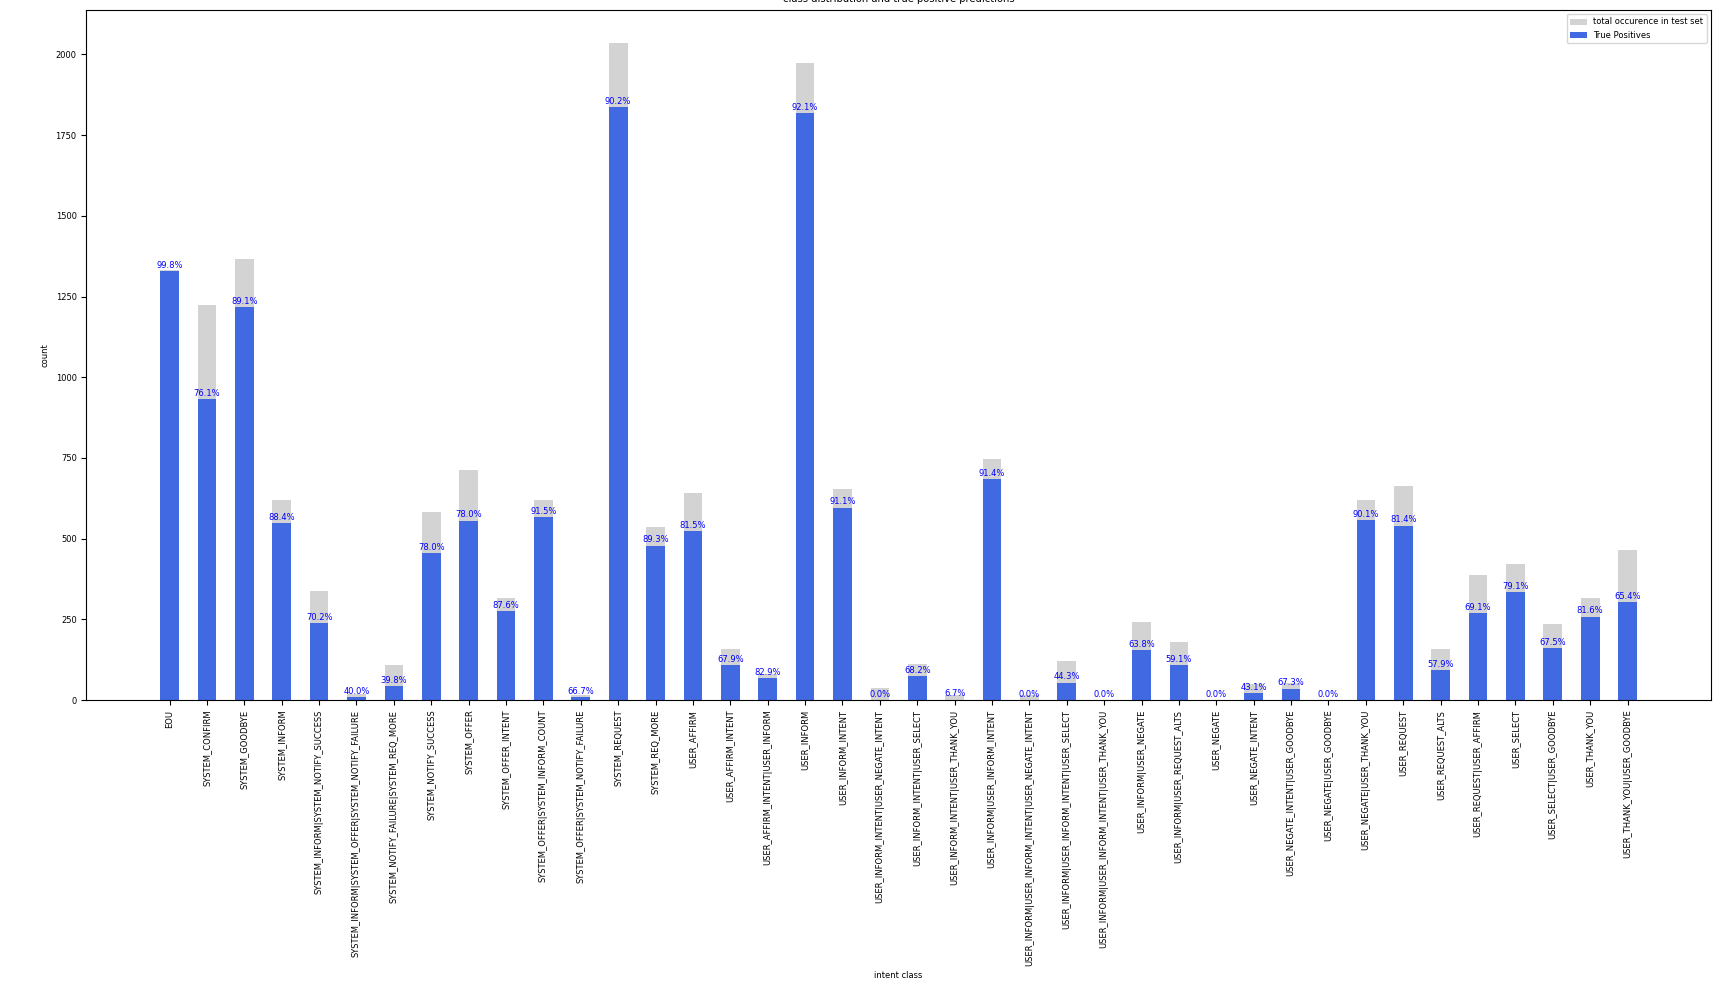 class distribution and true positive predictions
total occurence in test set
True Positives
count
2000
1750
1500
1250
1000
750
500
250
0
99.8%
76.1%
89.1%
88.4%
70.2%
40.0%
39.8%
78.0%
78.0%
87.6%
91.5%
66.7%
90.2%
89.3%
81.5%
67.9%
82.9%
92.1%
91.1%
0.0%
68.2%
6.7%
91.4%
0.0%
44.3%
0.0%
63.8%
59.1%
0.0%
43.1%
67.3%
0.0%
90.1%
81.4%
57.9%
69.1%
79.1%
67.5%
81.6%
65.4%
EOU
SYSTEM_CONFIRM
SYSTEM_GOODBYE
SYSTEM_INFORM
SYSTEM_INFORM|SYSTEM_NOTIFY_SUCCESS
SYSTEM_INFORM|SYSTEM_OFFER|SYSTEM_NOTIFY_FAILURE
SYSTEM_NOTIFY_FAILURE|SYSTEM_REQ_MORE
SYSTEM_NOTIFY_SUCCESS
SYSTEM_OFFER
SYSTEM_OFFER_INTENT
SYSTEM_OFFER|SYSTEM_INFORM_COUNT
SYSTEM_OFFER|SYSTEM_NOTIFY_FAILURE
SYSTEM_REQUEST
SYSTEM_REQ_MORE
USER_AFFIRM
USER_AFFIRM_INTENT
USER_AFFIRM_INTENT|USER_INFORM
USER_INFORM
USER_INFORM_INTENT
USER_INFORM_INTENT|USER_NEGATE_INTENT
USER_INFORM_INTENT|USER_SELECT
USER_INFORM_INTENT|USER_THANK_YOU
USER_INFORM|USER_INFORM_INTENT
USER_INFORM|USER_INFORM_INTENT|USER_NEGATE_INTENT
USER_INFORM|USER_INFORM_INTENT|USER_SELECT
USER_INFORM|USER_INFORM_INTENT|USER_THANK_YOU
USER_INFORM|USER_NEGATE
USER_INFORM|USER_REQUEST_ALTS
USER_NEGATE
USER_NEGATE_INTENT
USER_NEGATE_INTENT|USER_GOODBYE
USER_NEGATE|USER_GOODBYE
USER_NEGATE|USER_THANK_YOU
USER_REQUEST
USER_REQUEST_ALTS
USER_REQUEST|USER_AFFIRM
USER_SELECT
USER_SELECT|USER_GOODBYE
USER_THANK_YOU
USER_THANK_YOU|USER_GOODBYE
intent class